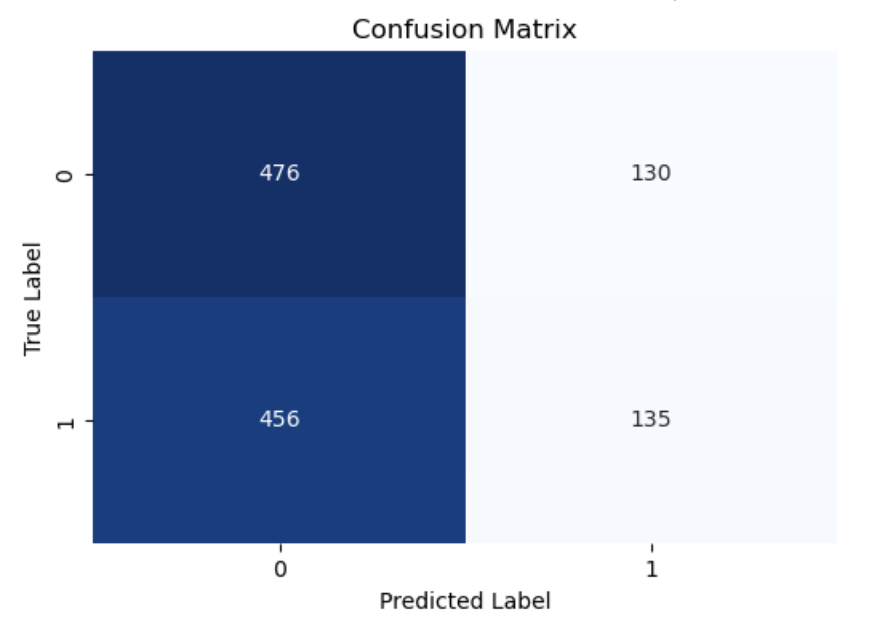 Confusion Matrix
True Label
0
476
130
1
456
135
0
1
Predicted Label